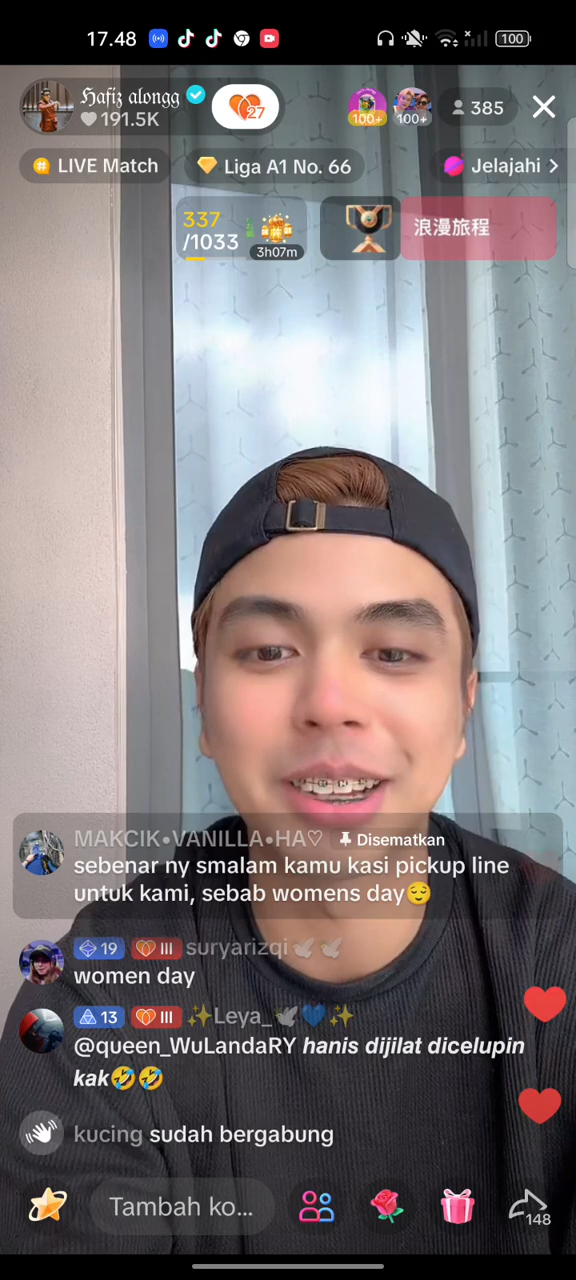 17.48
100
ℌ𝔞𝔣𝔦𝔷 𝔞𝔩𝔬𝔫𝔤𝔤
191.5K
27
100+
100+
385
LIVE Match
Liga A1 No. 66
Jelajahi >
337
/1033
3h07m
浪漫旅程
MAKCIK•VANILLA•HA♡ Disematkan
sebenar ny smalam kamu kasi pickup line
untuk kami, sebab womens day😌
19 III suryarizqi🕊️🕊️
women day
13 III ✨Leya_🕊️💙✨
@queen_WuLandaRY hanis dijilat dicelupin
kak🤣🤣
kucing sudah bergabung
Tambah ko...
148